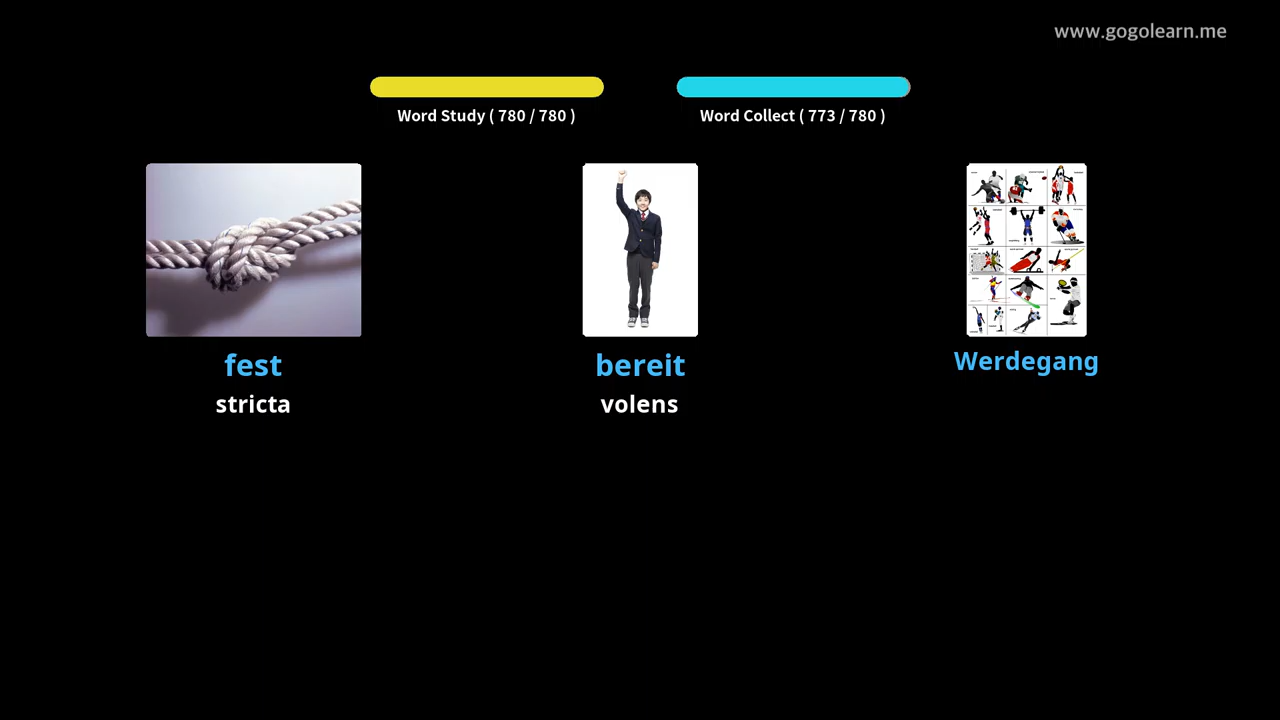 www.gogolearn.me
Word Study ( 780 / 780 )
Word Collect ( 773 / 780 )
fest
stricta
bereit
volens
Werdegang